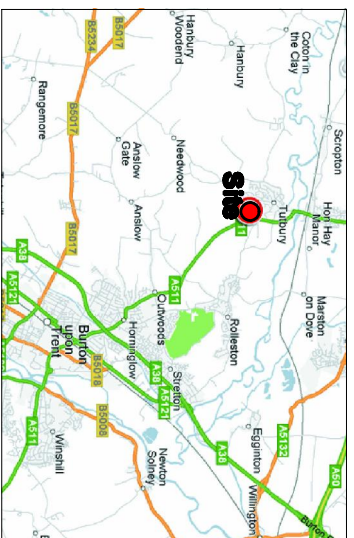 A50
Scropton
Hon Hay
Manor
Marston
on Dove
Coton in
the Clay
Tutbury
A5132
Willington
Egginton
Hanbury
Site
Rolleston
A38
Hanbury
Woodend
Needwood
A511
Stretton
A5121
Outwoods
A38
Newton
Solney
Anslow
Gate
Anslow
Horninglow
B5017
B5008
B5018
B5234
Burton
upon
Trent
B5017
B5017
Winshill
Rangemore
A511
A38
A5121